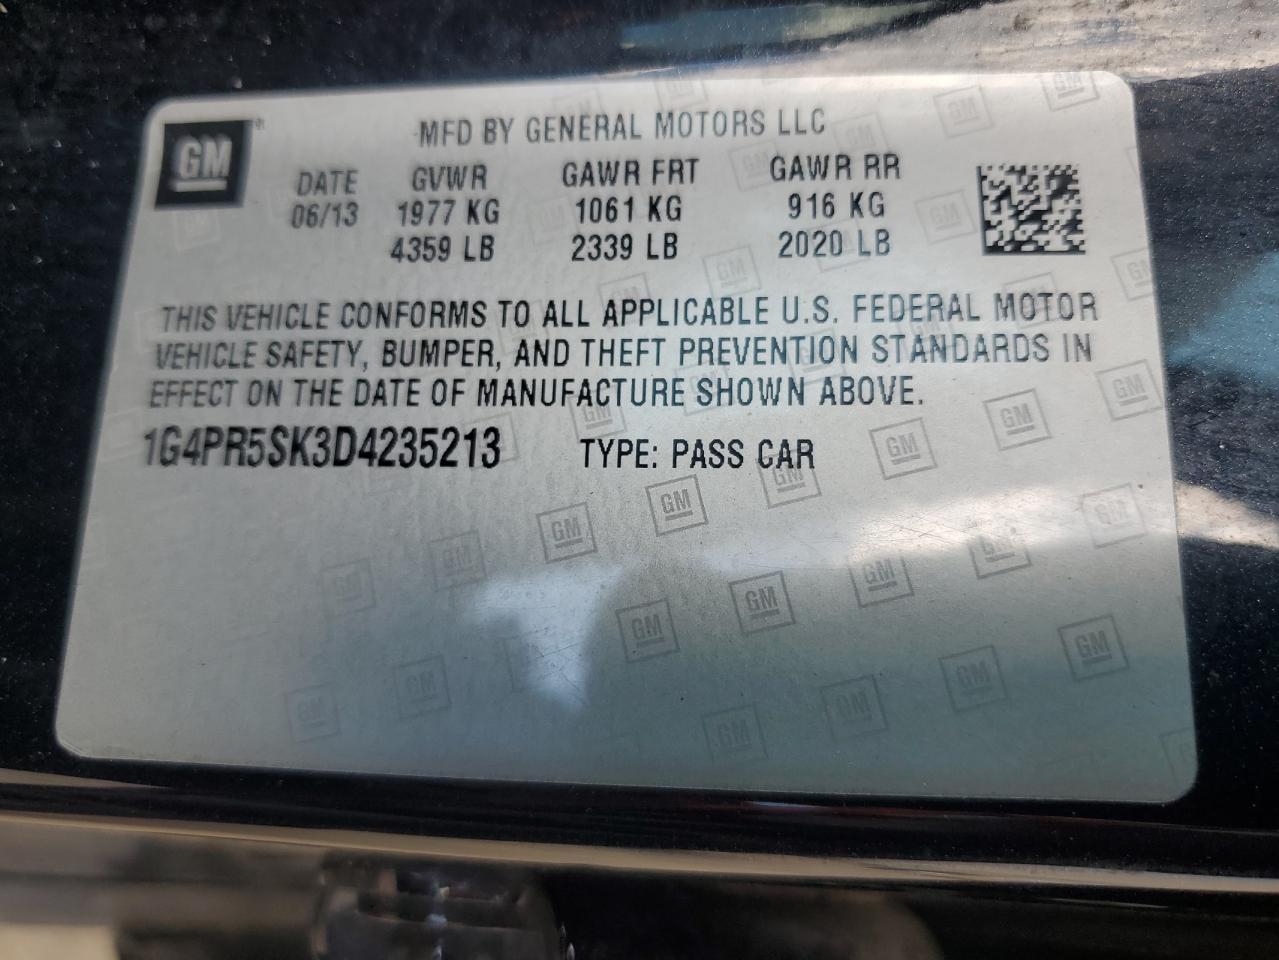 GM
MFD BY GENERAL MOTORS LLC
DATE GVWR GAWR FRT GAWR RR
06/13 1977 KG 1061 KG 916 KG
4359 LB 2339 LB 2020 LB
THIS VEHICLE CONFORMS TO ALL APPLICABLE U.S. FEDERAL MOTOR
VEHICLE SAFETY, BUMPER, AND THEFT PREVENTION STANDARDS IN
EFFECT ON THE DATE OF MANUFACTURE SHOWN ABOVE.
1G4PR5SK3D4235213 TYPE: PASS CAR